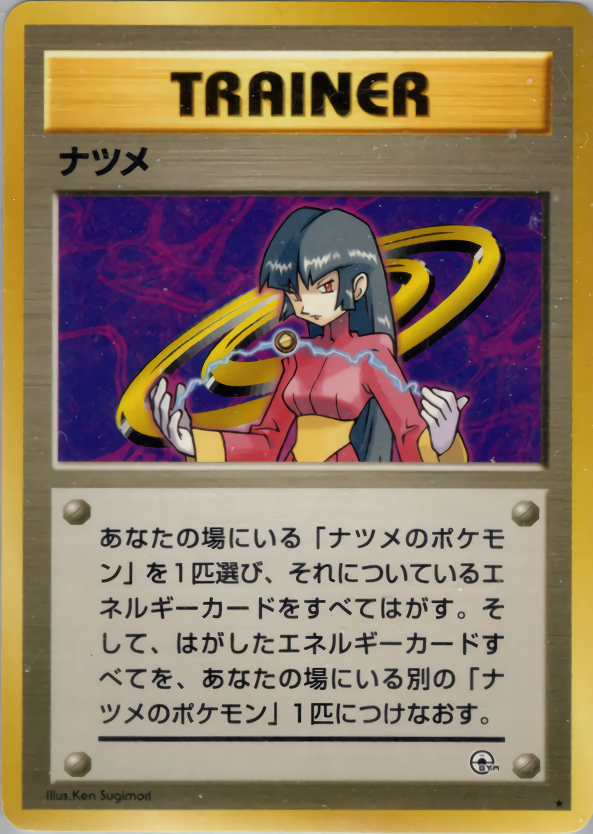 TRAINER
ナツメ
あなたの場にいる「ナツメのポケモ
ン」を1匹選び、それについているエ
ネルギーカードをすべてはがす。そ
して、はがしたエネルギーカードす
べてを、あなたの場にいる別の「ナ
ツメのポケモン」1匹につけなおす。
GYM
Illus.Ken Sugimori
★